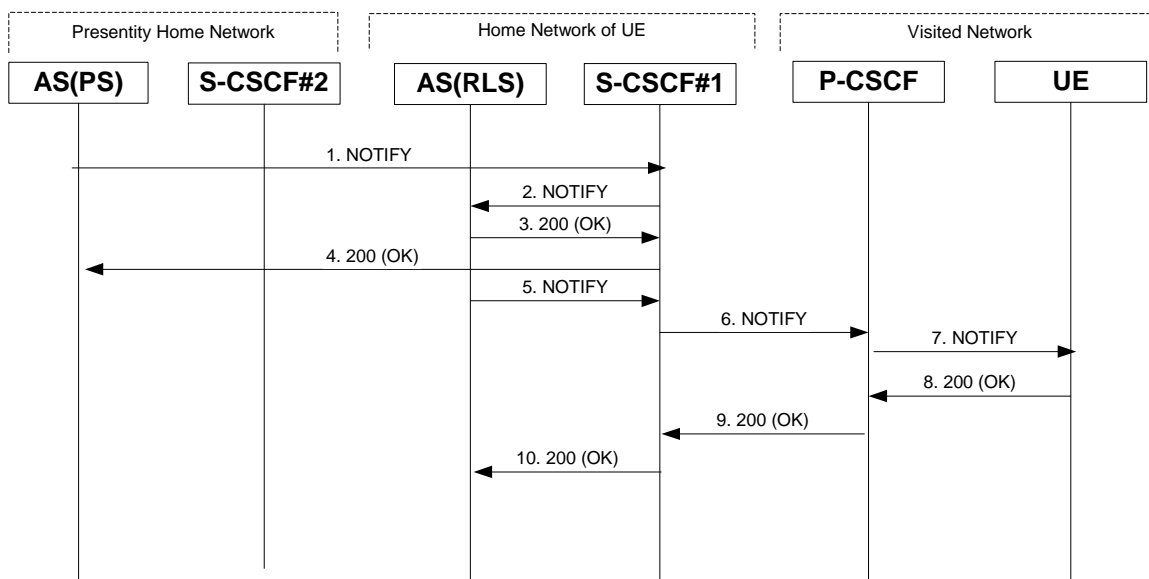 Presentity Home Network
Home Network of UE
Visited Network
AS(PS)
S-CSCF#2
AS(RLS)
S-CSCF#1
P-CSCF
UE
1. NOTIFY
2. NOTIFY
3. 200 (OK)
4. 200 (OK)
5. NOTIFY
6. NOTIFY
7. NOTIFY
8. 200 (OK)
9. 200 (OK)
10. 200 (OK)